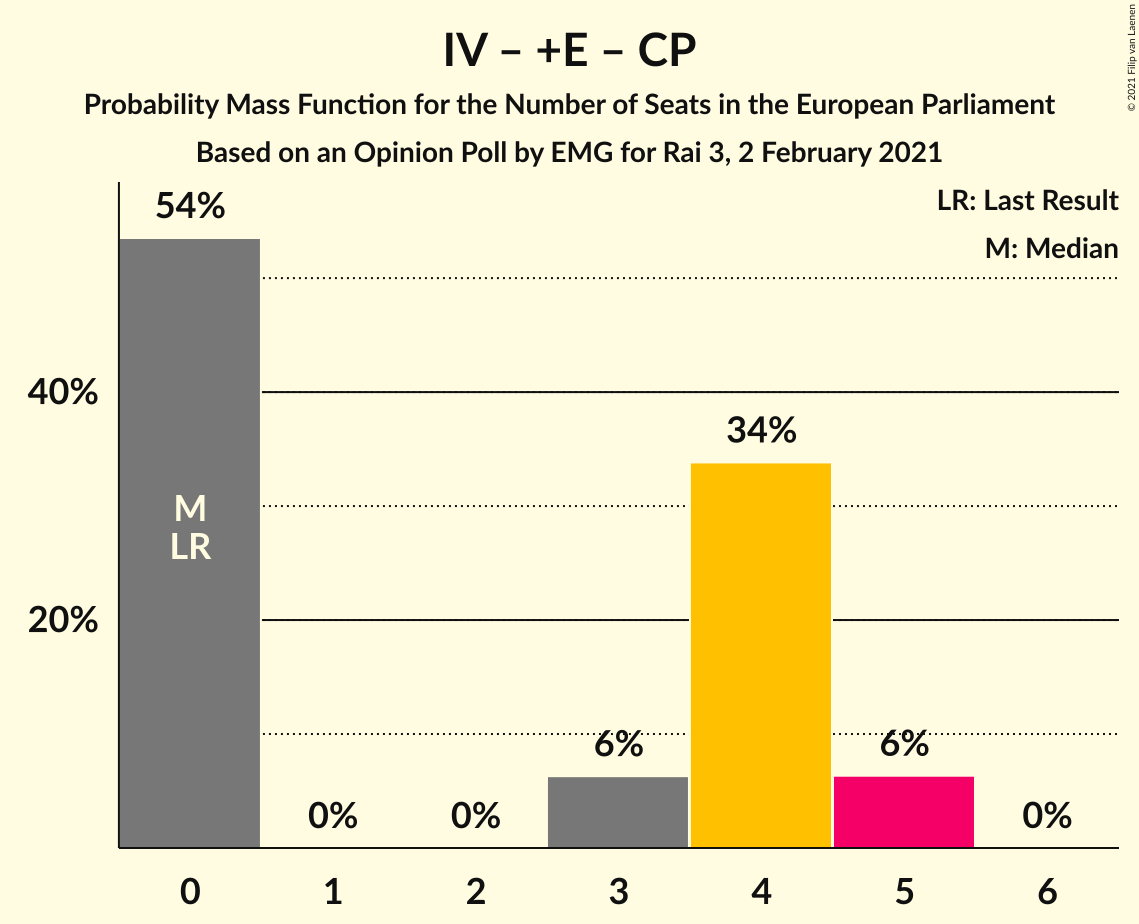 IV – +E – CP
Probability Mass Function for the Number of Seats in the European Parliament
Based on an Opinion Poll by EMG for Rai 3, 2 February 2021
© 2021 Filip van Laenen
LR: Last Result
M: Median
54%
40%
34%
M
LR
20%
6%
6%
0%
0%
0%
0
1
2
3
4
5
6